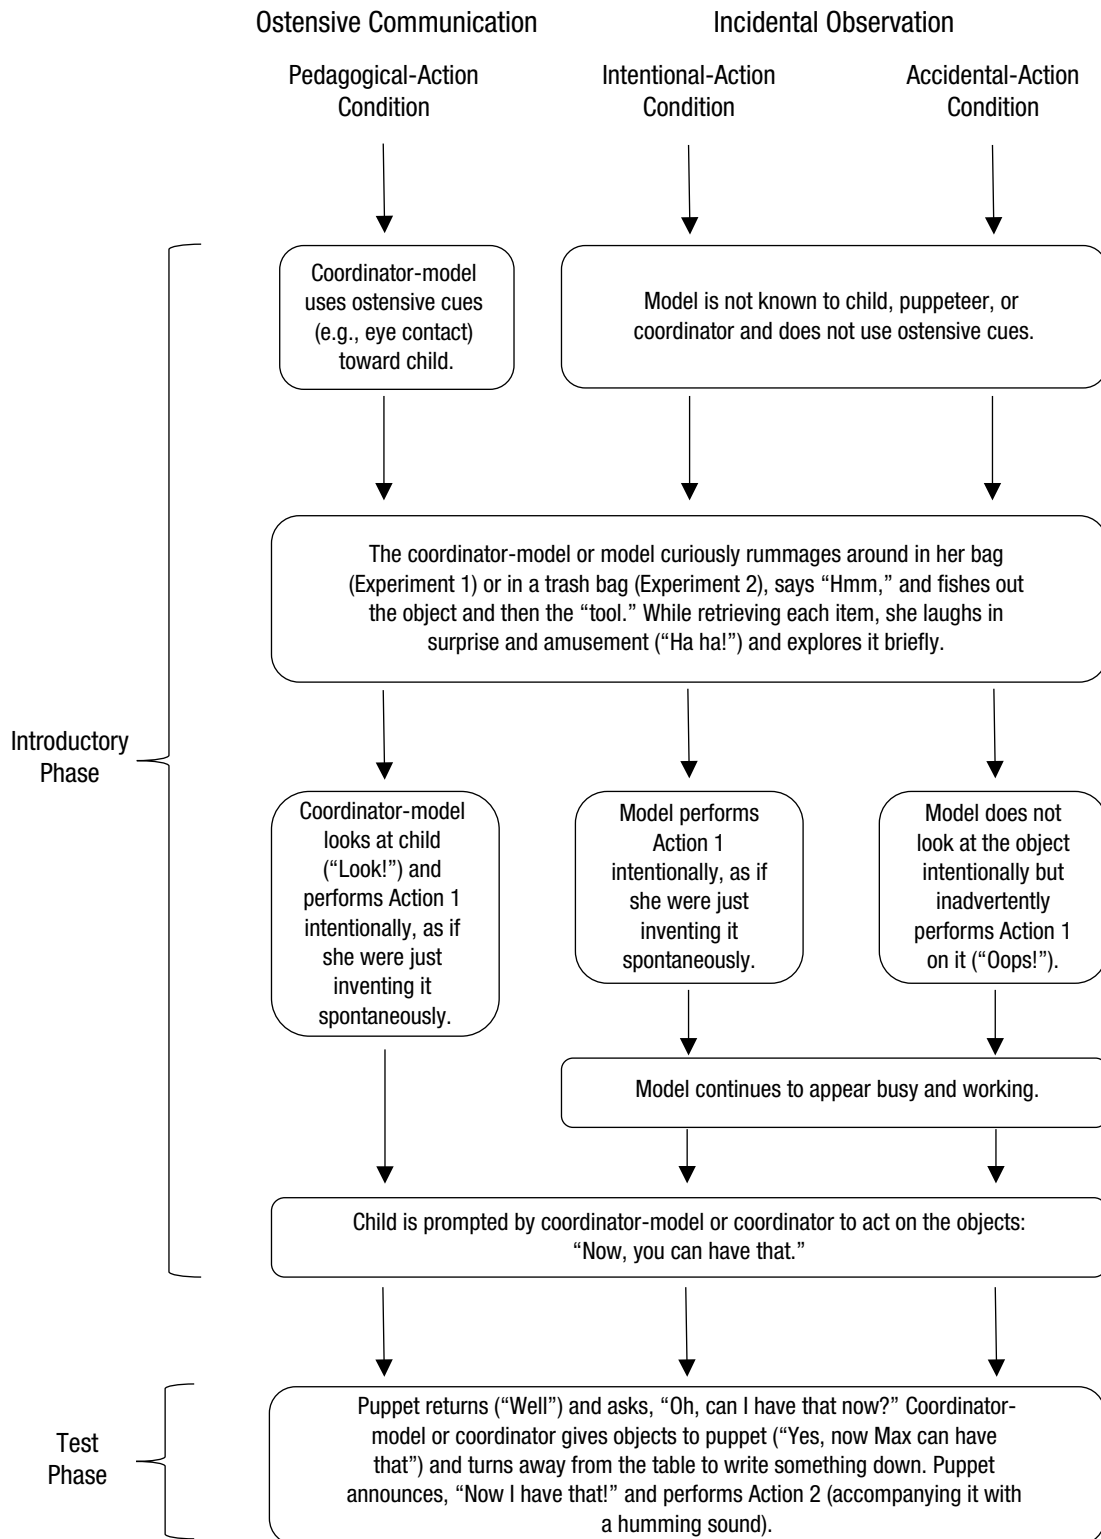 Ostensive Communication
Incidental Observation
Pedagogical-Action
Condition
Intentional-Action
Condition
Accidental-Action
Condition
Coordinator-model
uses ostensive cues
(e.g., eye contact)
toward child.
Model is not known to child, puppeteer, or
coordinator and does not use ostensive cues.
The coordinator-model or model curiously rummages around in her bag
(Experiment 1) or in a trash bag (Experiment 2), says “Hmm,” and fishes out
the object and then the “tool.” While retrieving each item, she laughs in
surprise and amusement (“Ha ha!”) and explores it briefly.
Introductory
Phase
Coordinator-model
looks at child
(“Look!”) and
performs Action 1
intentionally, as if
she were just
inventing it
spontaneously.
Model performs
Action 1
intentionally, as if
she were just
inventing it
spontaneously.
Model does not
look at the object
intentionally but
inadvertently
performs Action 1
on it (“Oops!”).
Model continues to appear busy and working.
Child is prompted by coordinator-model or coordinator to act on the objects:
“Now, you can have that.”
Test
Phase
Puppet returns (“Well”) and asks, “Oh, can I have that now?” Coordinator-
model or coordinator gives objects to puppet (“Yes, now Max can have
that”) and turns away from the table to write something down. Puppet
announces, “Now I have that!” and performs Action 2 (accompanying it with
a humming sound).